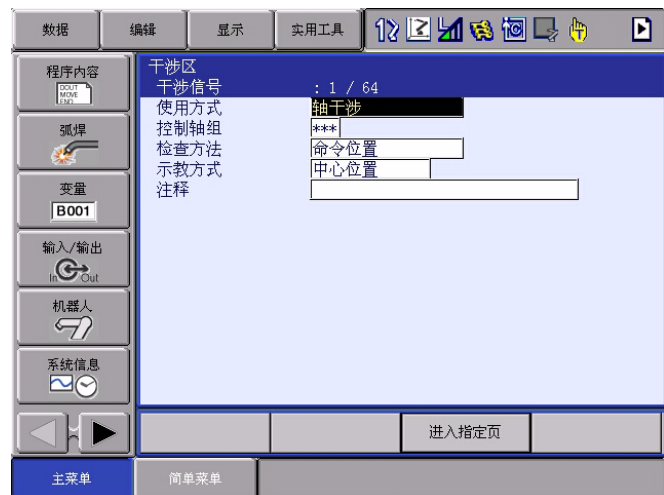 数据 编辑 显示 实用工具
程序内容
DOUT
MOVE
END
弧焊
变量
B001
输入/输出
In Out
机器人
系统信息
干涉区
干涉信号 : 1 / 64
使用方式 轴干涉
控制轴组 ***
检查方法 命令位置
示教方式 中心位置
注释
进入指定页
主菜单 简单菜单